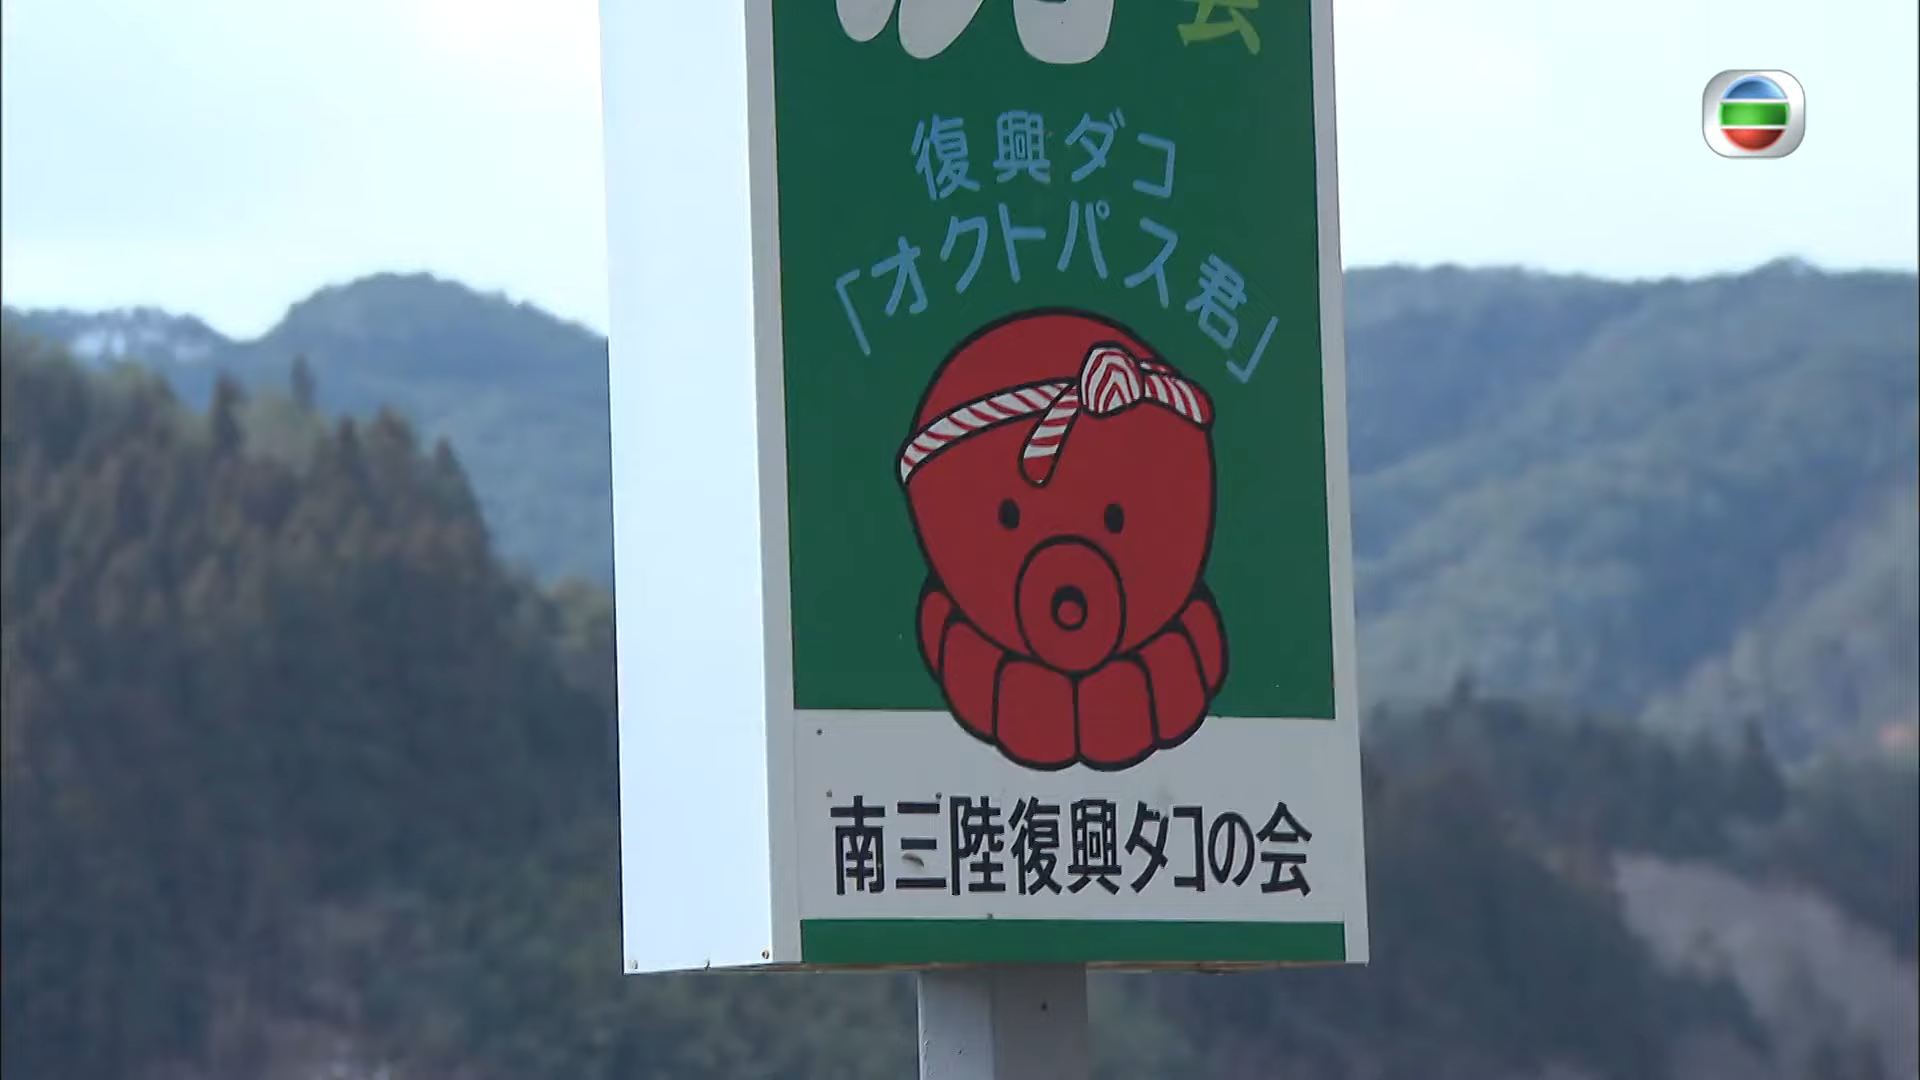 会
復興ダコ
「オクトパス君」
南三陸復興ダコの会